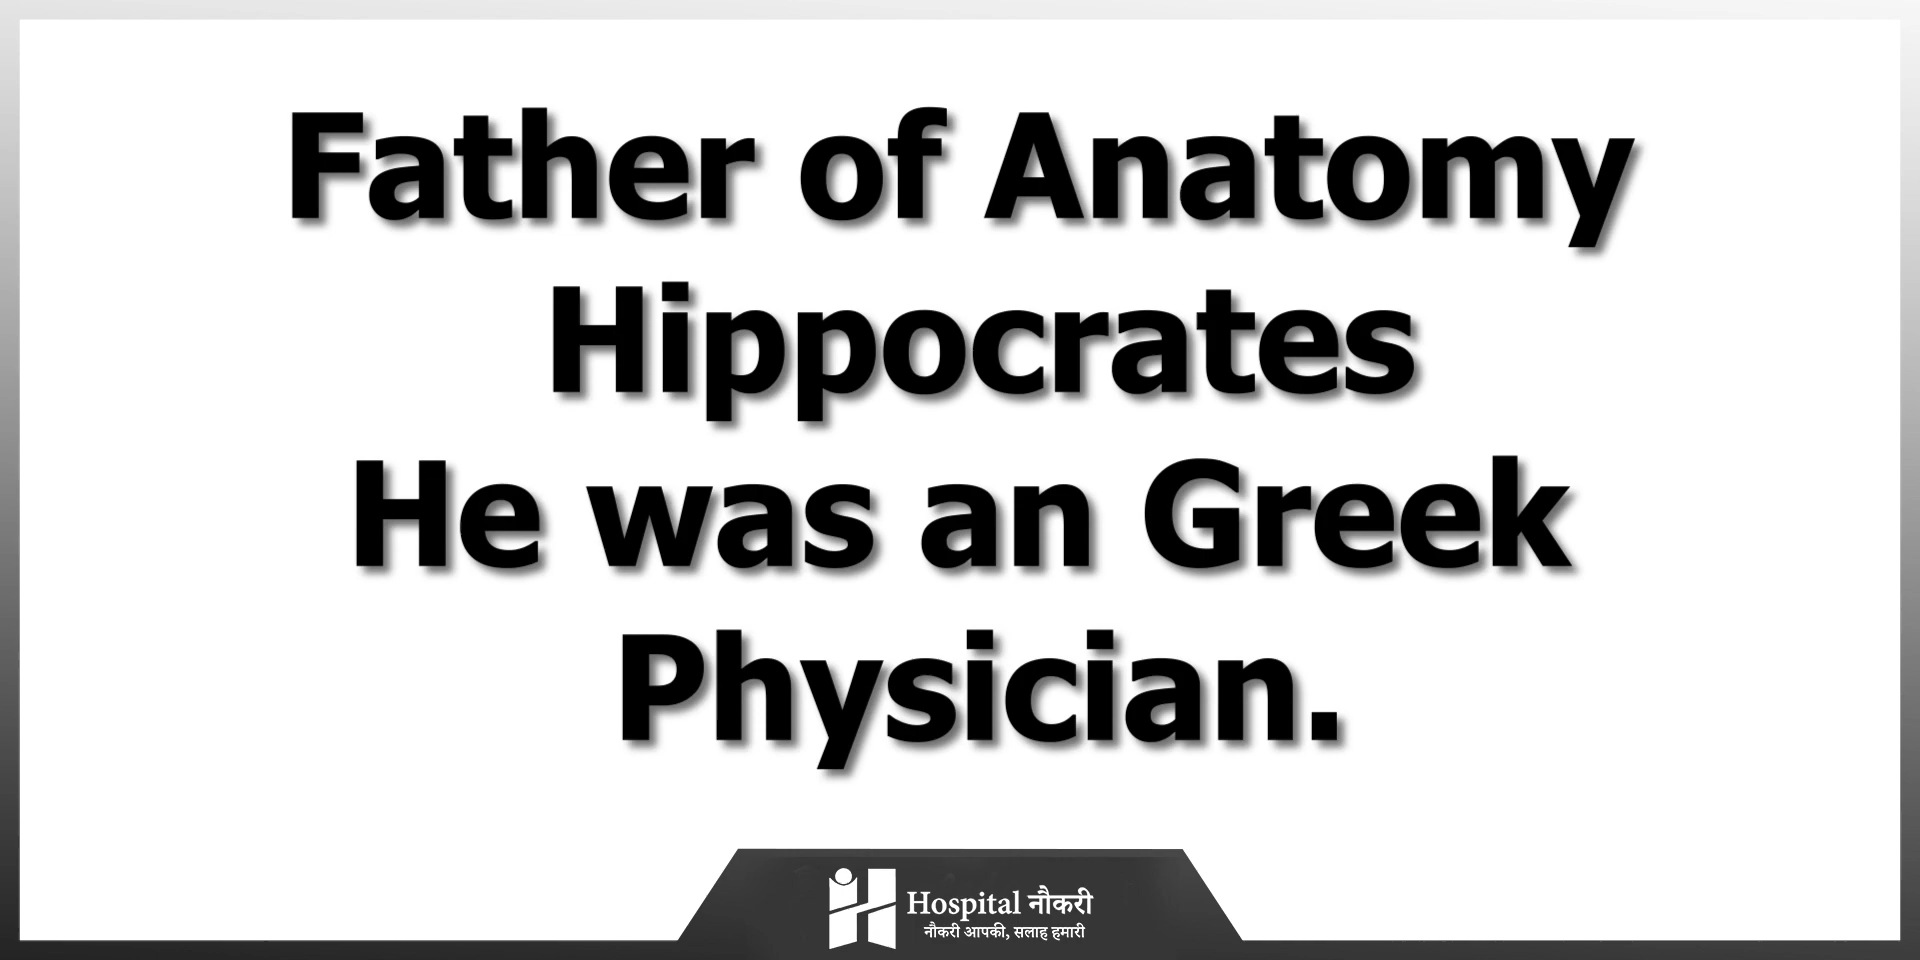 Father of Anatomy
Hippocrates
He was an Greek
Physician.
Hospital नौकरी
नौकरी आपकी, सलाह हमारी